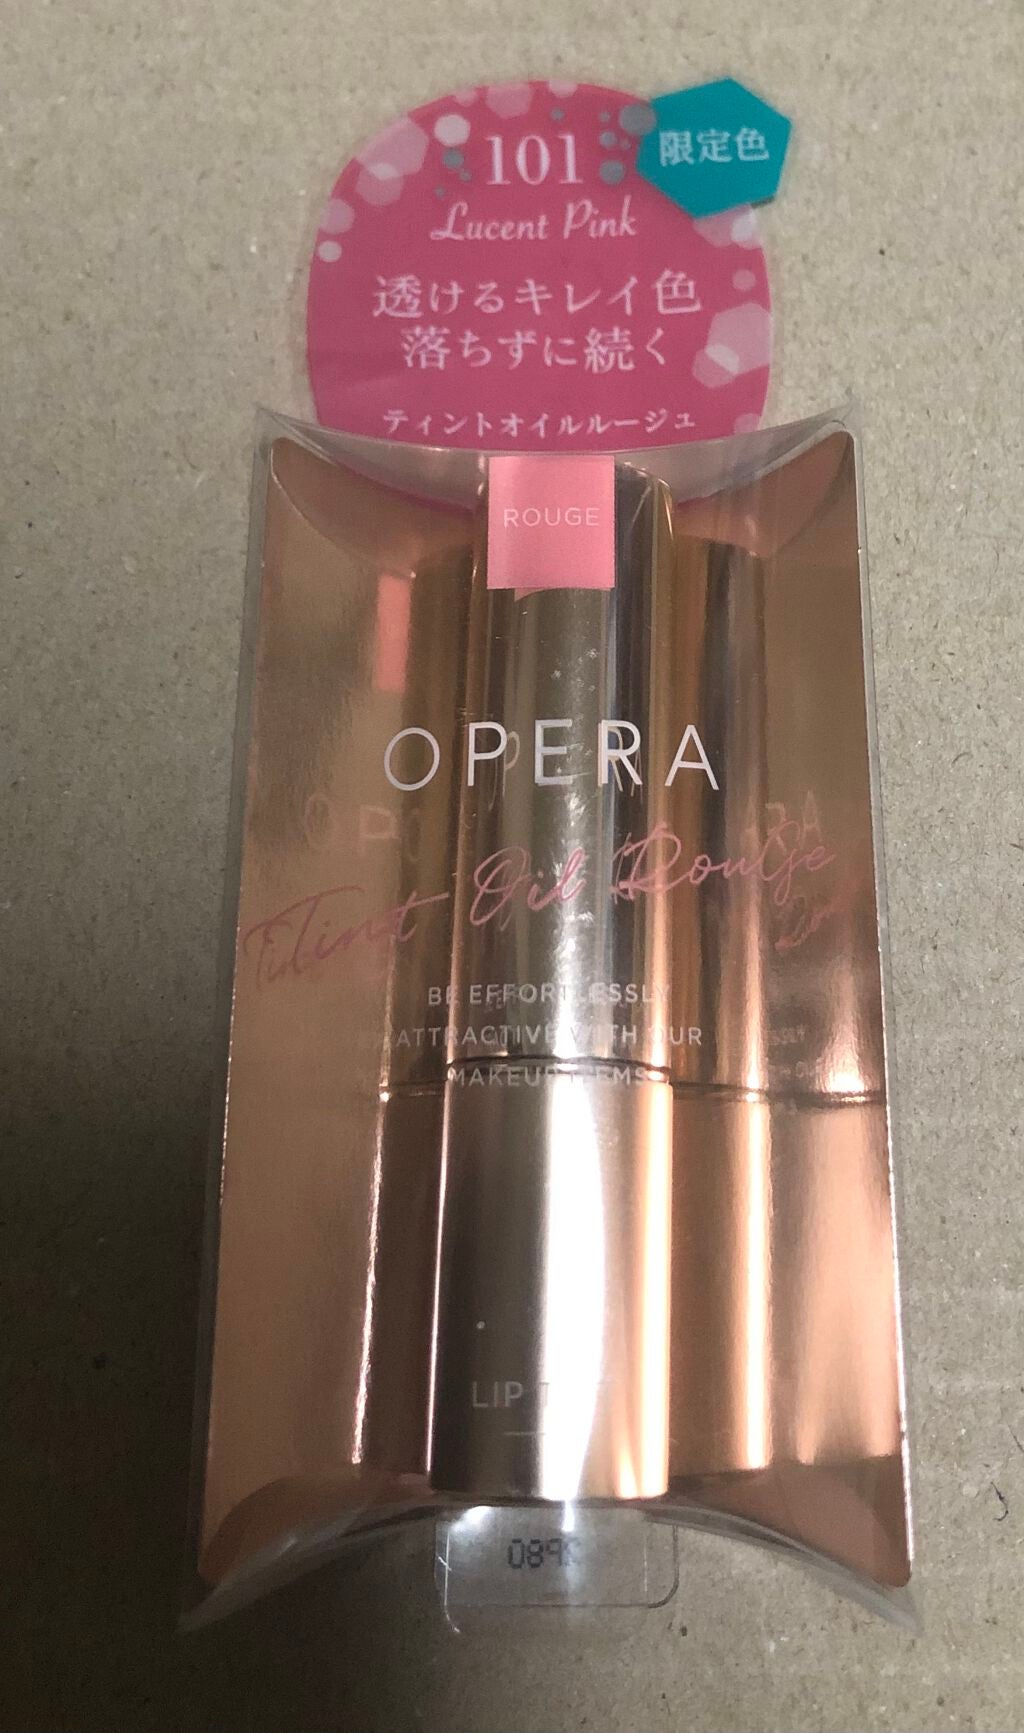 101
限定色
Lucent Pink
透けるキレイ色
落ちずに続く
ティントオイルルージュ
ROUGE
OPERA
Tint Oil Rouge
BE EFFORTLESSLY
ATTRACTIVE WITH OUR
MAKEUP ITEMS
LIP